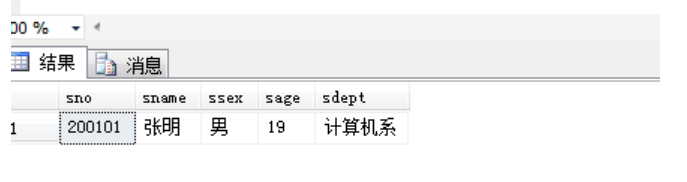 00 %
结果 消息
sno sname ssex sage sdept
1 200101 张明 男 19 计算机系